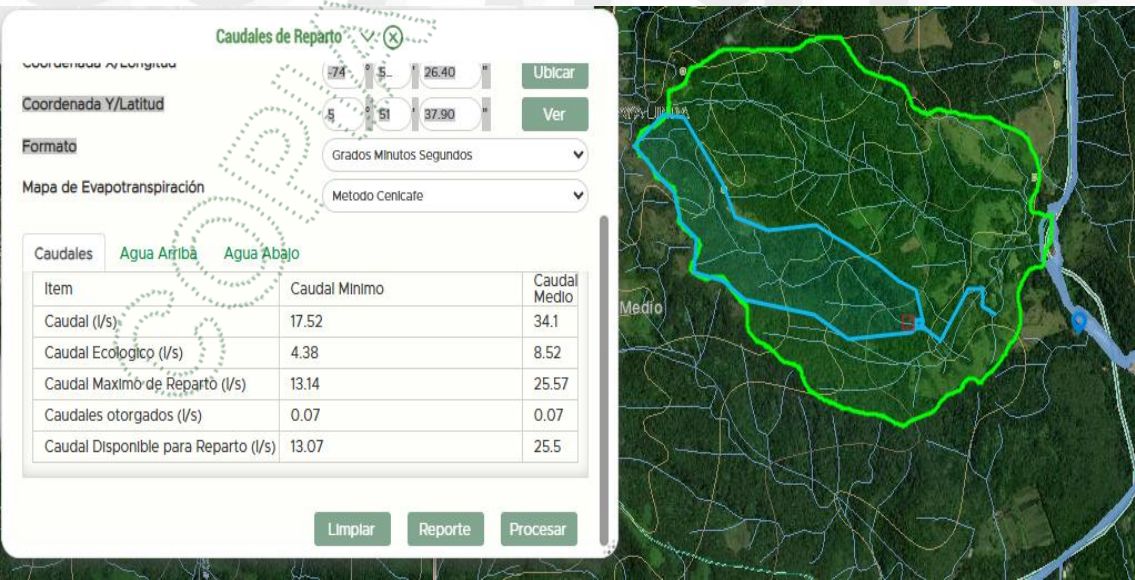 Caudales de Reparto
Coordenada X/Longitud -74 ° 5... ' 26.40 " Ubicar
Coordenada Y/Latitud 5 ° 51 ' 37.90 " Ver
Formato Grados Minutos Segundos
Mapa de Evapotranspiración Metodo Cenicafe
Caudales Agua Arriba Agua Abajo
Item Caudal Minimo Caudal Medio
Caudal (l/s) 17.52 34.1
Caudal Ecologico (l/s) 4.38 8.52
Caudal Maximo de Reparto (l/s) 13.14 25.57
Caudales otorgados (l/s) 0.07 0.07
Caudal Disponible para Reparto (l/s) 13.07 25.5
Limpiar Reporte Procesar
Medio
COPIA